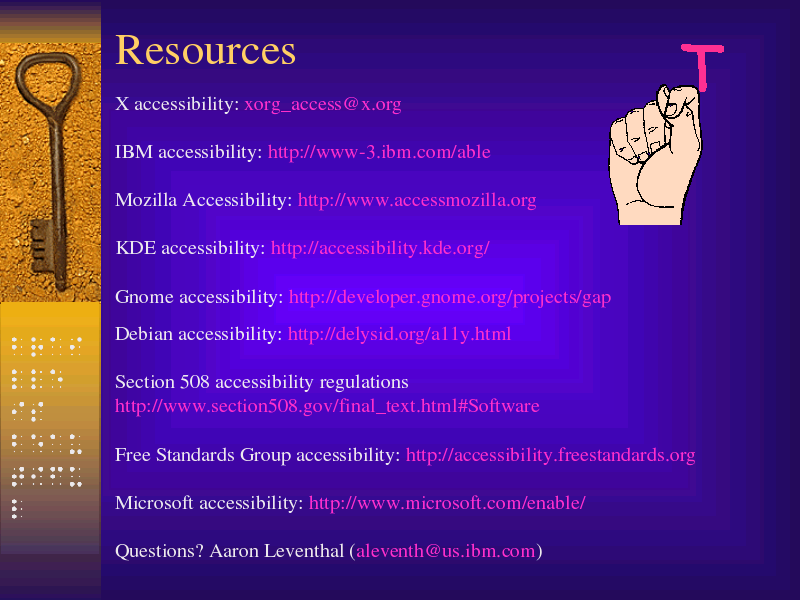 Resources
T
X accessibility: xorg_access@x.org
IBM accessibility: http://www-3.ibm.com/able
Mozilla Accessibility: http://www.accessmozilla.org
KDE accessibility: http://accessibility.kde.org/
Gnome accessibility: http://developer.gnome.org/projects/gap
Debian accessibility: http://delysid.org/a11y.html
Section 508 accessibility regulations
http://www.section508.gov/final_text.html#Software
Free Standards Group accessibility: http://accessibility.freestandards.org
Microsoft accessibility: http://www.microsoft.com/enable/
Questions? Aaron Leventhal (aleventh@us.ibm.com)